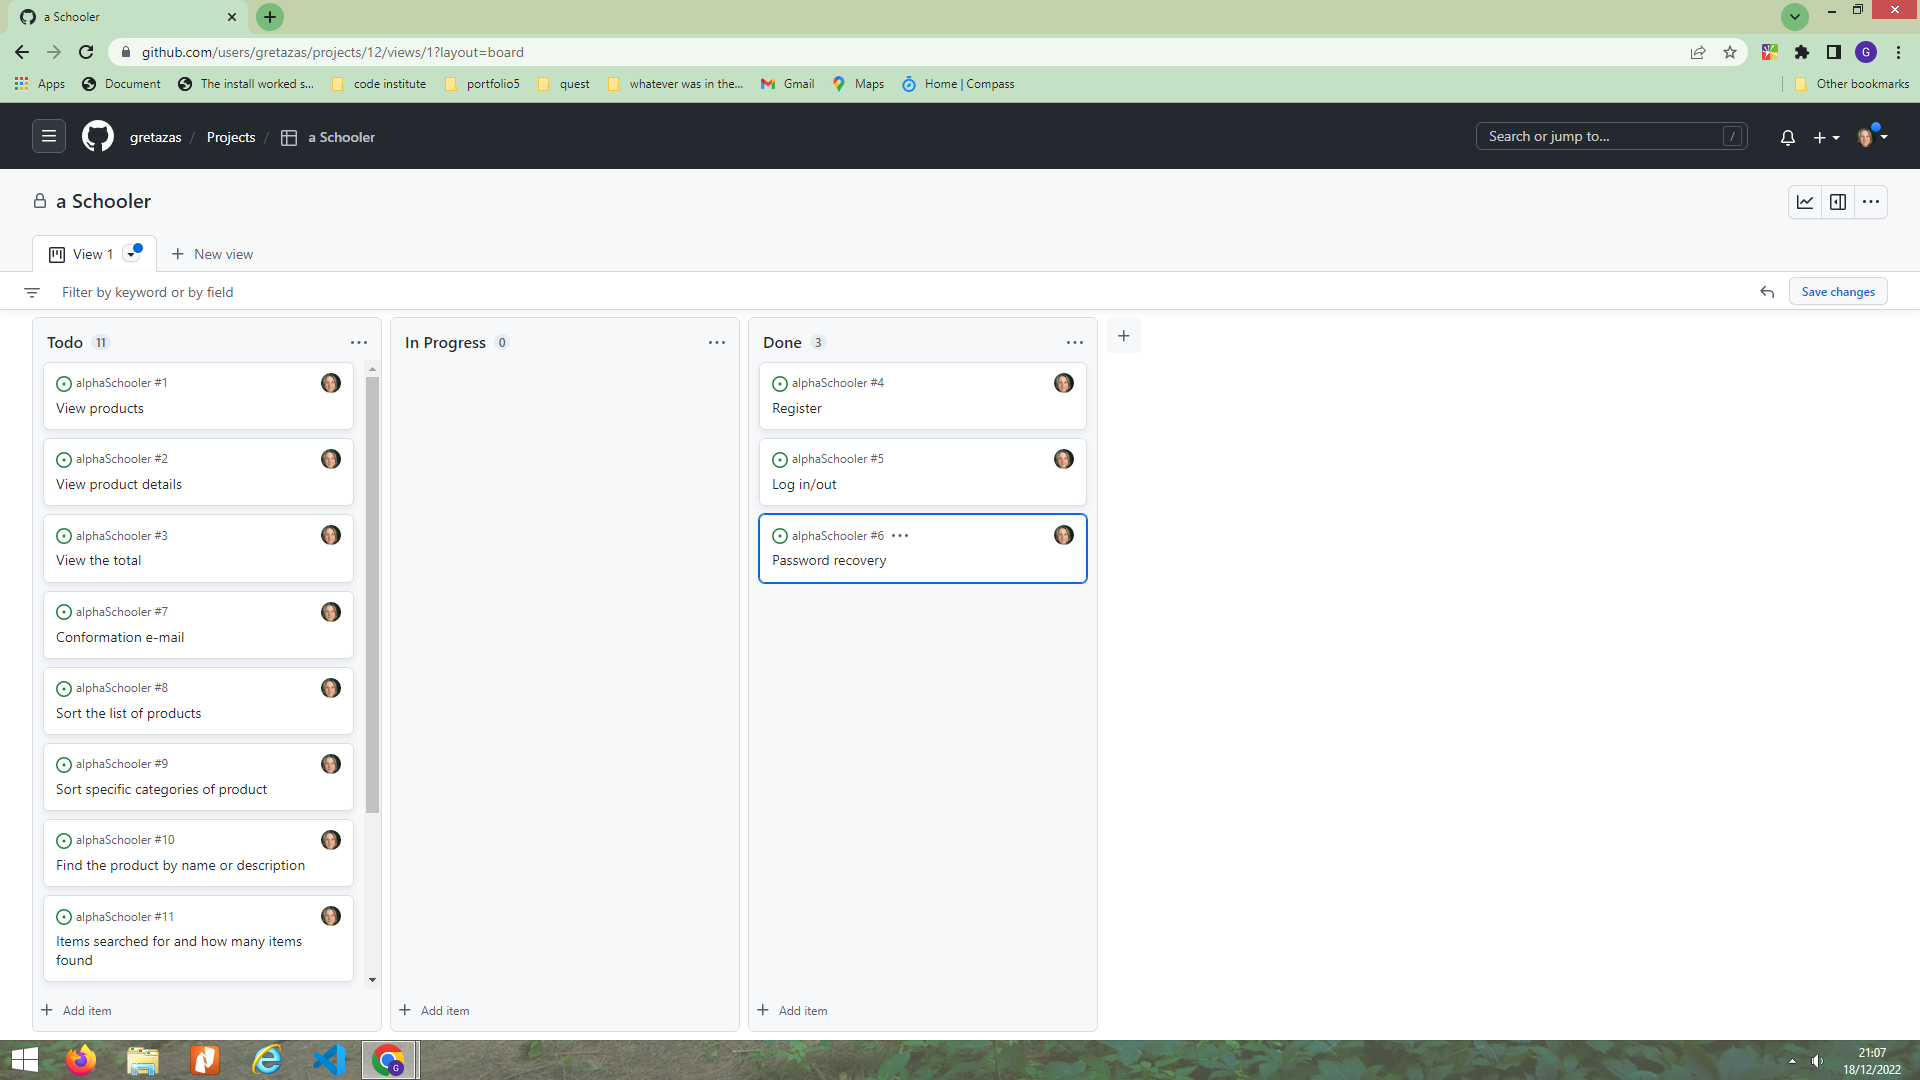 a Schooler
github.com/users/gretazas/projects/12/views/1?layout=board
G
Apps
Document
The install worked s...
code institute
portfolio5
quest
whatever was in the...
Gmail
Maps
Home | Compass
Other bookmarks
gretazas / Projects / a Schooler
Search or jump to...
/
a Schooler
View 1
New view
Filter by keyword or by field
Save changes
Todo 11
alphaSchooler #1
View products
alphaSchooler #2
View product details
alphaSchooler #3
View the total
alphaSchooler #7
Conformation e-mail
alphaSchooler #8
Sort the list of products
alphaSchooler #9
Sort specific categories of product
alphaSchooler #10
Find the product by name or description
alphaSchooler #11
Items searched for and how many items
found
Add item
In Progress 0
Add item
Done 3
alphaSchooler #4
Register
alphaSchooler #5
Log in/out
alphaSchooler #6
Password recovery
Add item
G
21:07
18/12/2022